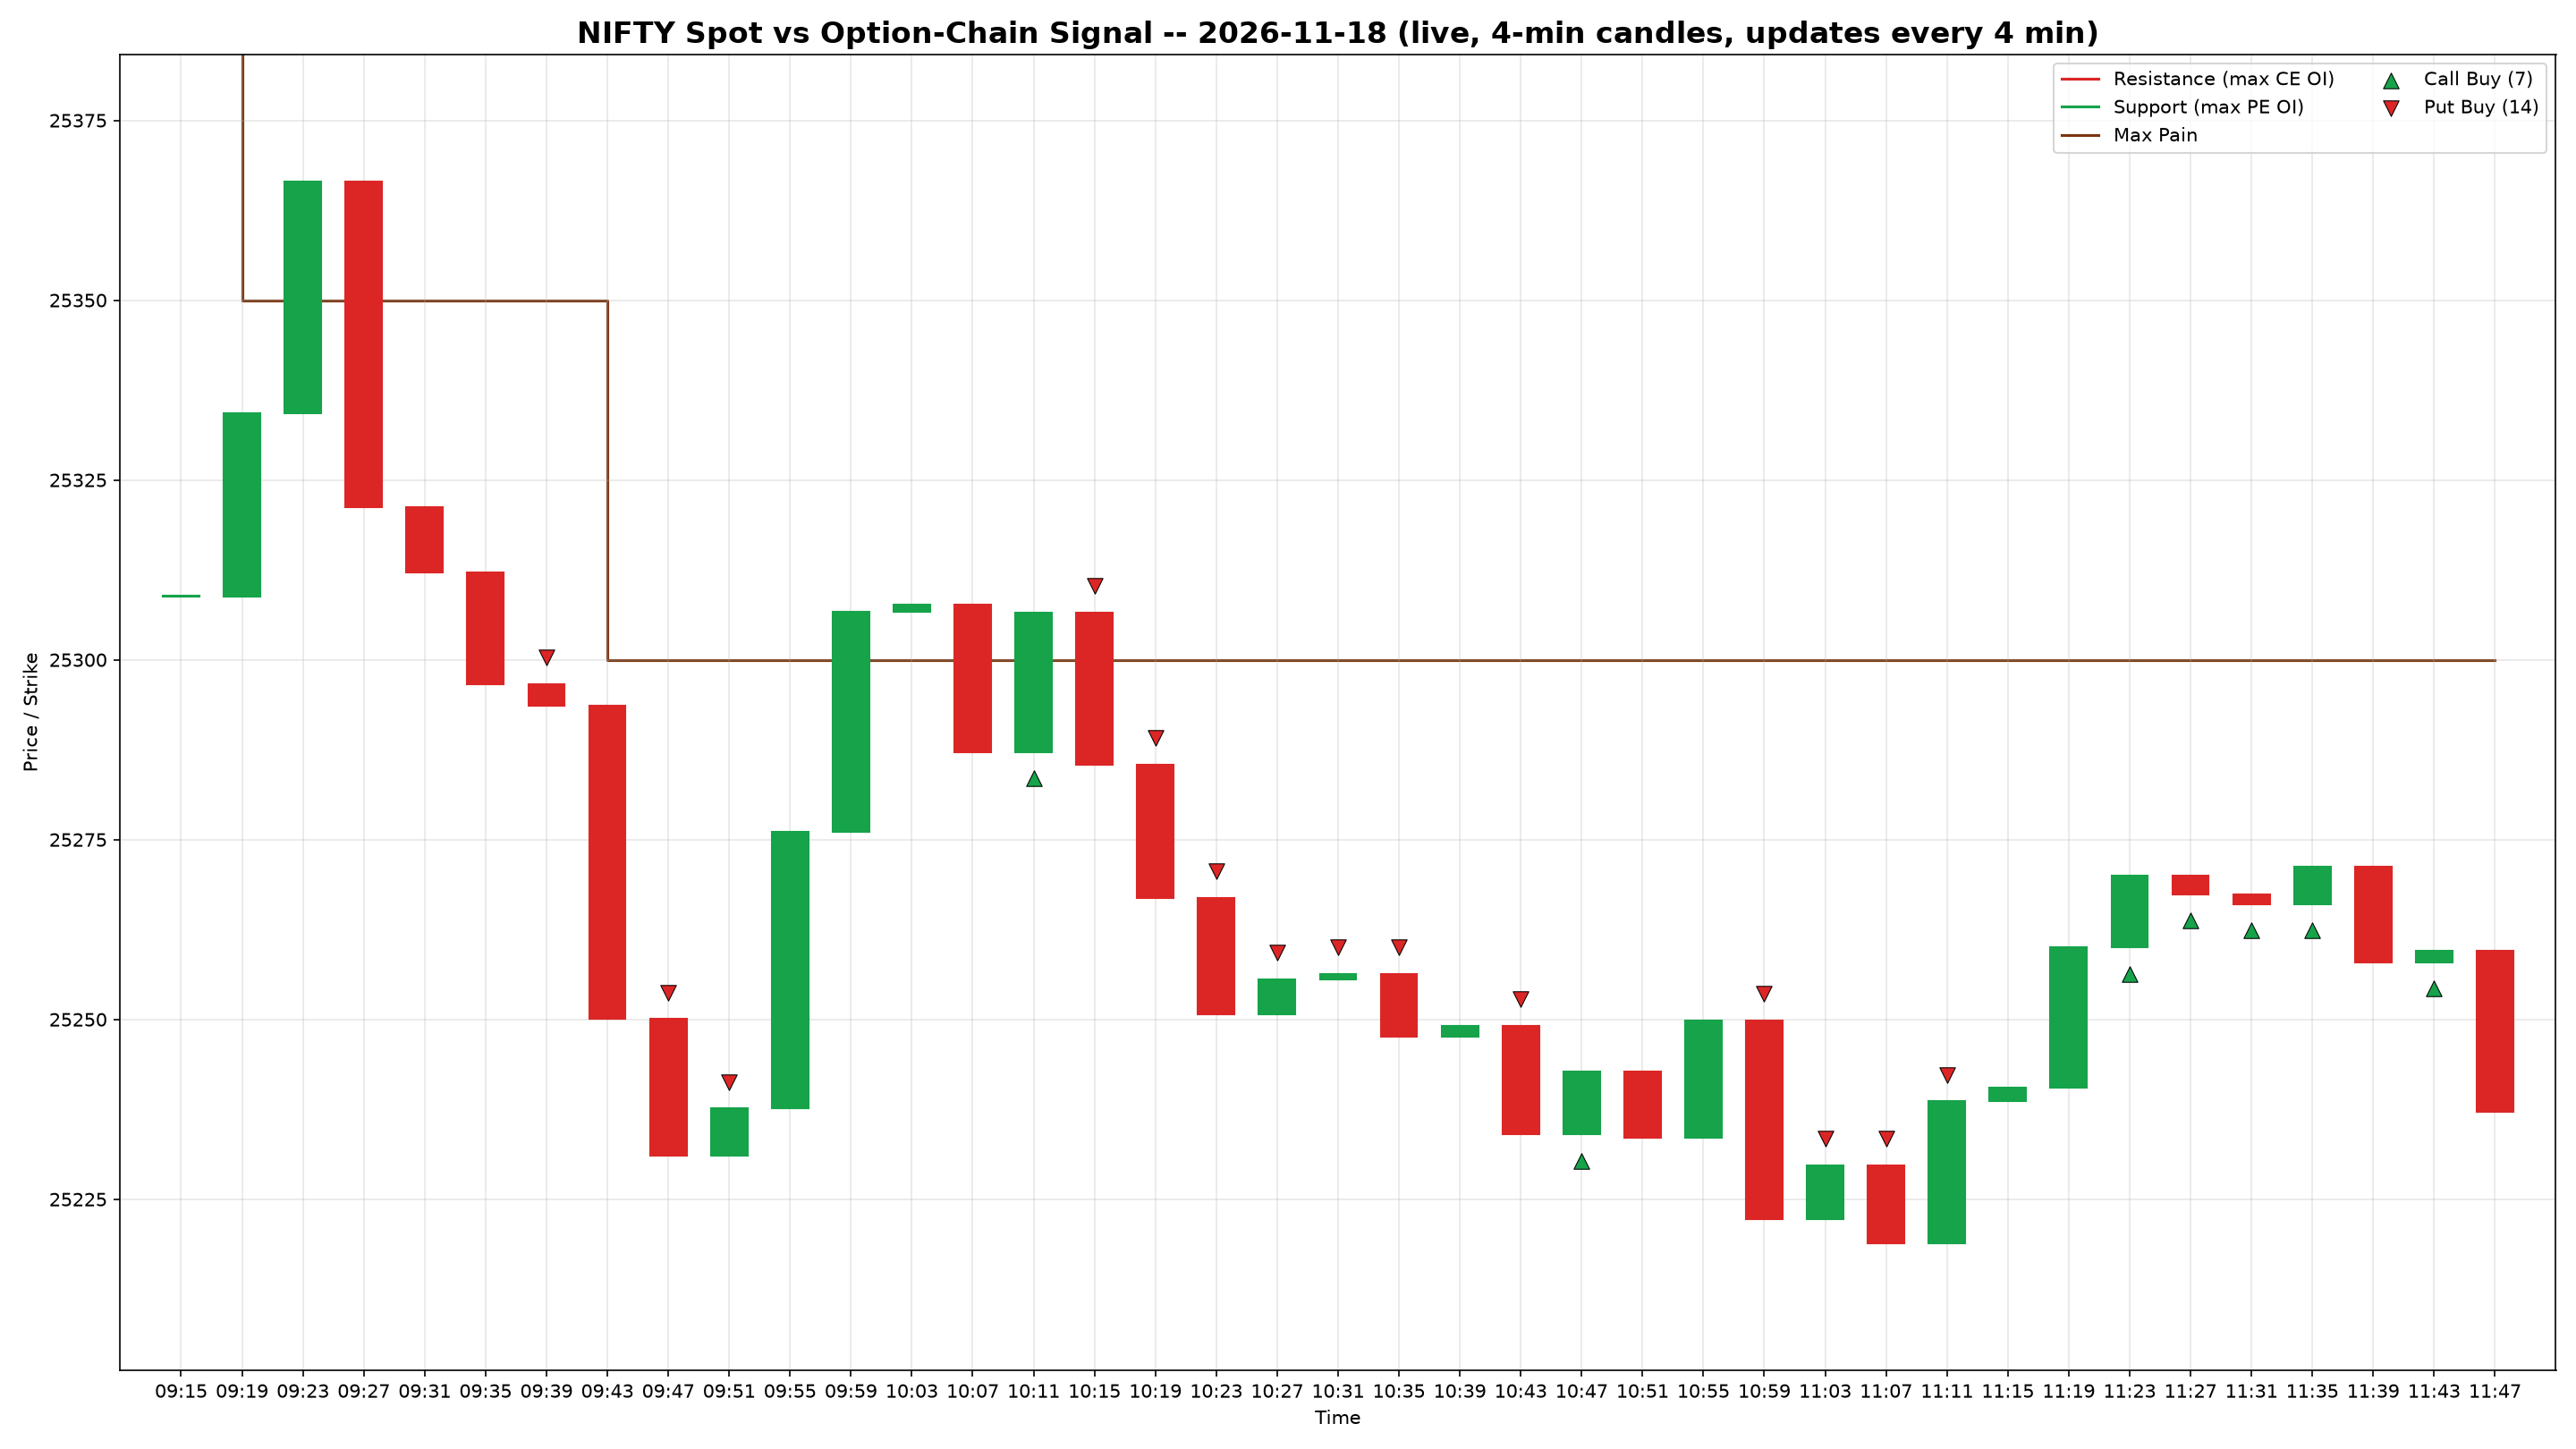 NIFTY Spot vs Option-Chain Signal -- 2026-11-18 (live, 4-min candles, updates every 4 min)
Resistance (max CE OI)
Support (max PE OI)
Max Pain
Call Buy (7)
Put Buy (14)
Price / Strike
25375
25350
25325
25300
25275
25250
25225
09:15 09:19 09:23 09:27 09:31 09:35 09:39 09:43 09:47 09:51 09:55 09:59 10:03 10:07 10:11 10:15 10:19 10:23 10:27 10:31 10:35 10:39 10:43 10:47 10:51 10:55 10:59 11:03 11:07 11:11 11:15 11:19 11:23 11:27 11:31 11:35 11:39 11:43 11:47
Time